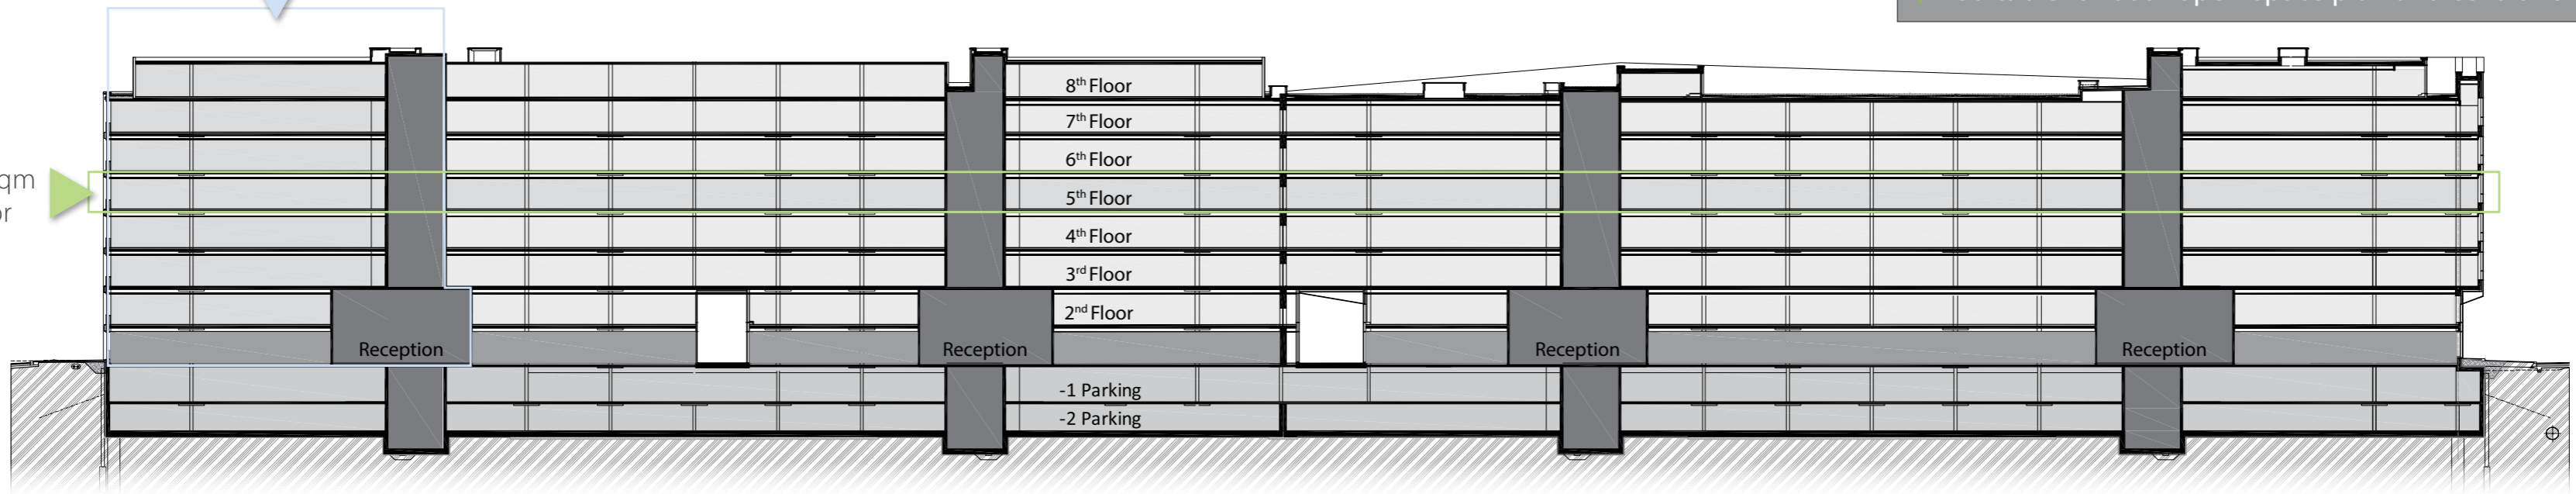 8th Floor
7th Floor
6th Floor
5th Floor
4th Floor
3rd Floor
2nd Floor
Reception
Reception
Reception
Reception
-1 Parking
-2 Parking